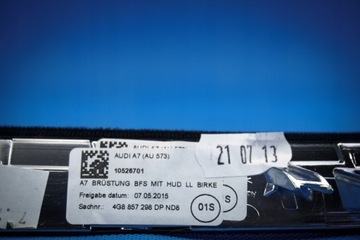 AUDI A7 (AU 573)
10526701
A7 BRÜSTUNG BFS MIT HUD LL BIRKE
Freigabe datum: 07.05.2015
Sachnr.: 4G8 857 298 DP ND8
01S
S
21 07 13